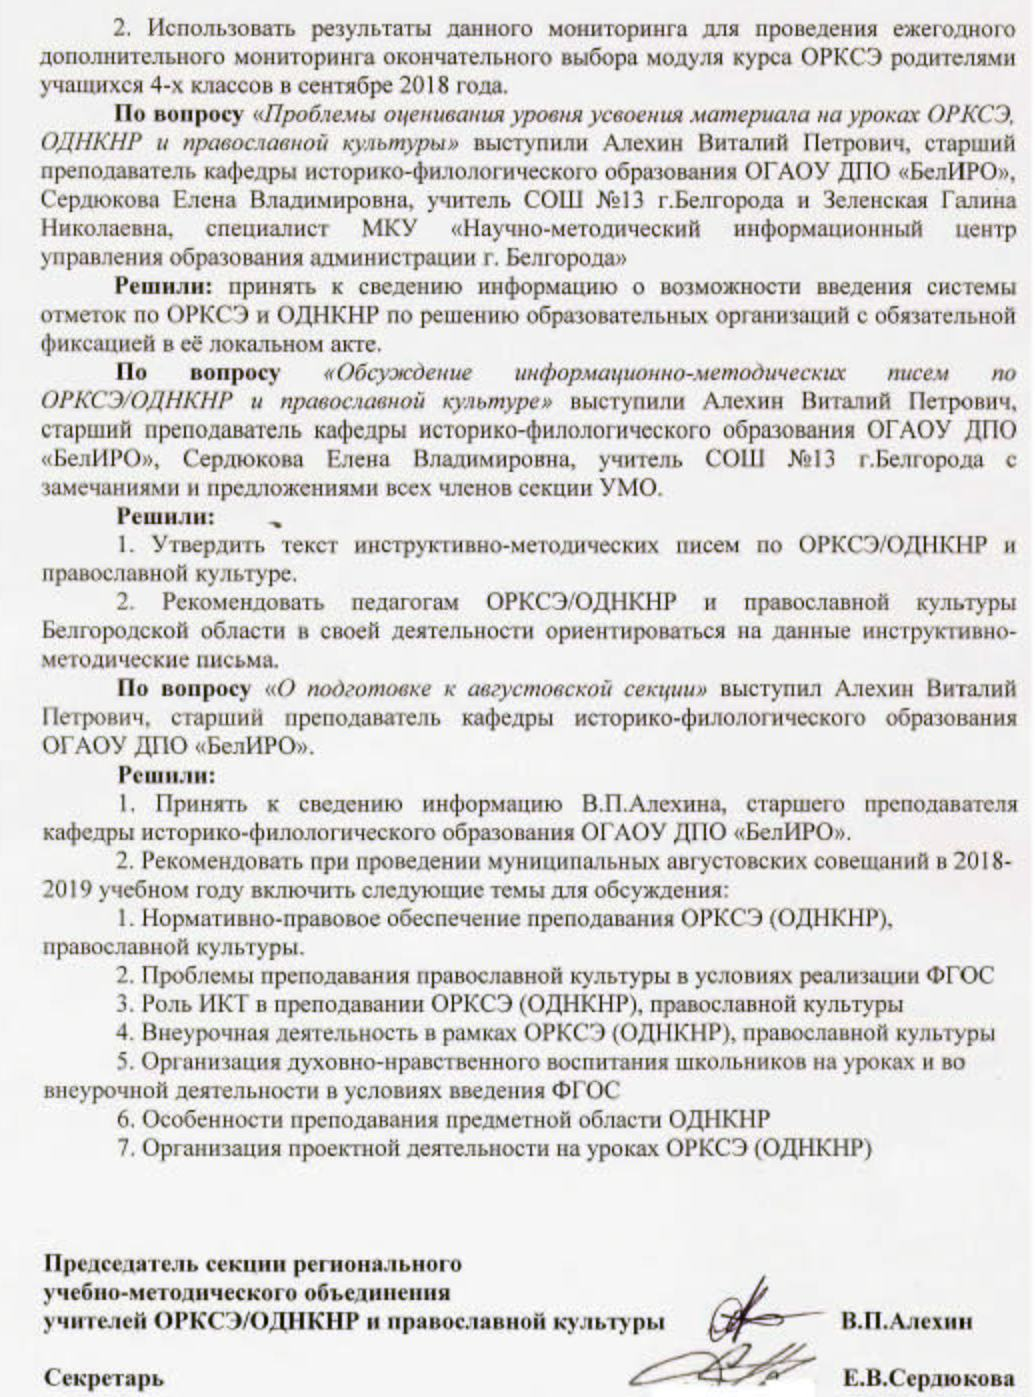 2. Использовать результаты данного мониторинга для проведения ежегодного
дополнительного мониторинга окончательного выбора модуля курса ОРКСЭ родителями
учащихся 4-х классов в сентябре 2018 года.
По вопросу «Проблемы оценивания уровня усвоения материала на уроках ОРКСЭ,
ОДНКНР и православной культуры» выступили Алехин Виталий Петрович, старший
преподаватель кафедры историко-филологического образования ОГАОУ ДПО «БелИРО»,
Сердюкова Елена Владимировна, учитель СОШ №13 г.Белгорода и Зеленская Галина
Николаевна, специалист МКУ «Научно-методический информационный центр
управления образования администрации г. Белгорода»
Решили: принять к сведению информацию о возможности введения системы
отметок по ОРКСЭ и ОДНКНР по решению образовательных организаций с обязательной
фиксацией в её локальном акте.
По вопросу «Обсуждение информационно-методических писем по
ОРКСЭ/ОДНКНР и православной культуре» выступили Алехин Виталий Петрович,
старший преподаватель кафедры историко-филологического образования ОГАОУ ДПО
«БелИРО», Сердюкова Елена Владимировна, учитель СОШ №13 г.Белгорода с
замечаниями и предложениями всех членов секции УМО.
Решили:
1. Утвердить текст инструктивно-методических писем по ОРКСЭ/ОДНКНР и
православной культуре.
2. Рекомендовать педагогам ОРКСЭ/ОДНКНР и православной культуры
Белгородской области в своей деятельности ориентироваться на данные инструктивно-
методические письма.
По вопросу «О подготовке к августовской секции» выступил Алехин Виталий
Петрович, старший преподаватель кафедры историко-филологического образования
ОГАОУ ДПО «БелИРО».
Решили:
1. Принять к сведению информацию В.П.Алехина, старшего преподавателя
кафедры историко-филологического образования ОГАОУ ДПО «БелИРО».
2. Рекомендовать при проведении муниципальных августовских совещаний в 2018-
2019 учебном году включить следующие темы для обсуждения:
1. Нормативно-правовое обеспечение преподавания ОРКСЭ (ОДНКНР),
православной культуры.
2. Проблемы преподавания православной культуры в условиях реализации ФГОС
3. Роль ИКТ в преподавании ОРКСЭ (ОДНКНР), православной культуры
4. Внеурочная деятельность в рамках ОРКСЭ (ОДНКНР), православной культуры
5. Организация духовно-нравственного воспитания школьников на уроках и во
внеурочной деятельности в условиях введения ФГОС
6. Особенности преподавания предметной области ОДНКНР
7. Организация проектной деятельности на уроках ОРКСЭ (ОДНКНР)
Председатель секции регионального
учебно-методического объединения
учителей ОРКСЭ/ОДНКНР и православной культуры В.П.Алехин
Секретарь Е.В.Сердюкова